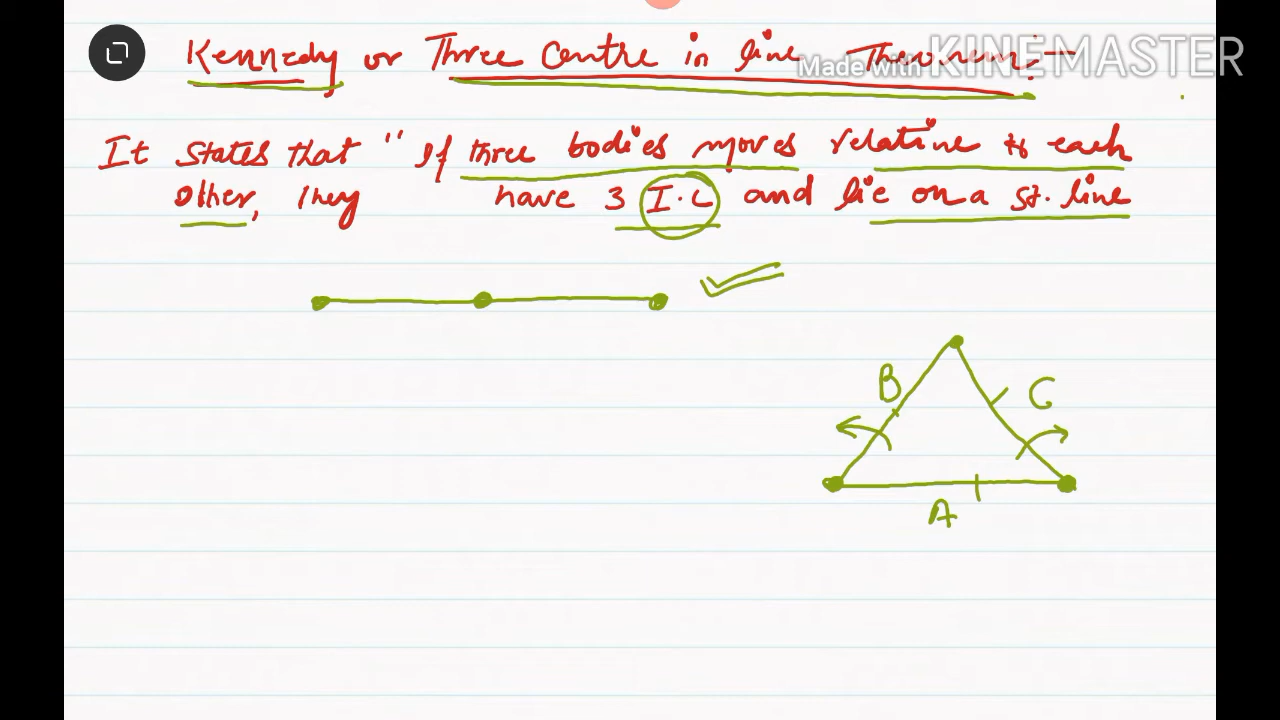 Kennedy or Three Centre in line Theorem:-
Made with KINEMASTER
It states that "If three bodies moves relative to each
other, they have 3 I.C and lie on a st. line
B
C
A